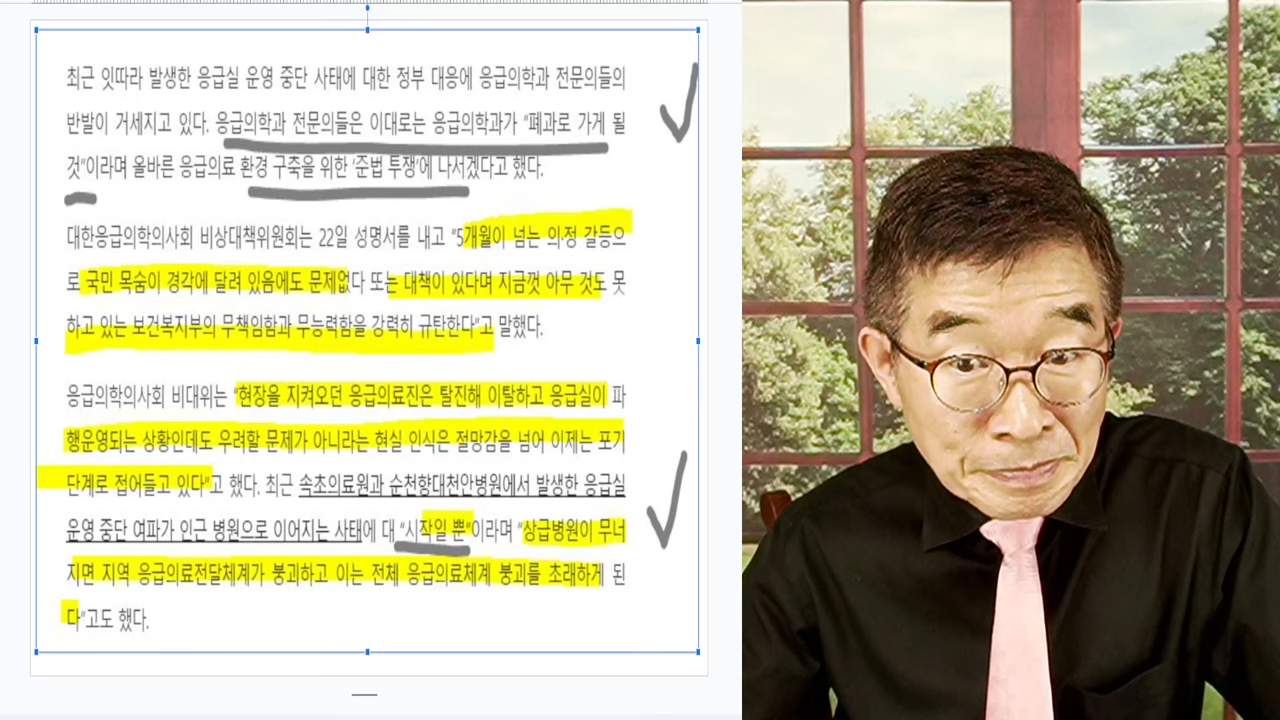 최근 잇따라 발생한 응급실 운영 중단 사태에 대한 정부 대응에 응급의학과 전문의들의
반발이 거세지고 있다. 응급의학과 전문의들은 이대로는 응급의학과가 "폐과로 가게 될
것"이라며 올바른 응급의료 환경 구축을 위한 '준법 투쟁'에 나서겠다고 했다.
대한응급의학의사회 비상대책위원회는 22일 성명서를 내고 "5개월이 넘는 의·정 갈등으
로 국민 목숨이 경각에 달려 있음에도 문제없다 또는 대책이 있다며 지금껏 아무 것도 못
하고 있는 보건복지부의 무책임함과 무능력함을 강력히 규탄한다"고 말했다.
응급의학의사회 비대위는 "현장을 지켜오던 응급의료진은 탈진해 이탈하고 응급실이 파
행운영되는 상황인데도 우려할 문제가 아니라는 현실 인식은 절망감을 넘어 이제는 포기
단계로 접어들고 있다"고 했다. 최근 속초의료원과 순천향대천안병원에서 발생한 응급실
운영 중단 여파가 인근 병원으로 이어지는 사태에 대 "시작일 뿐"이라며 "상급병원이 무너
지면 지역 응급의료전달체계가 붕괴하고 이는 전체 응급의료체계 붕괴를 초래하게 된
다"고도 했다.